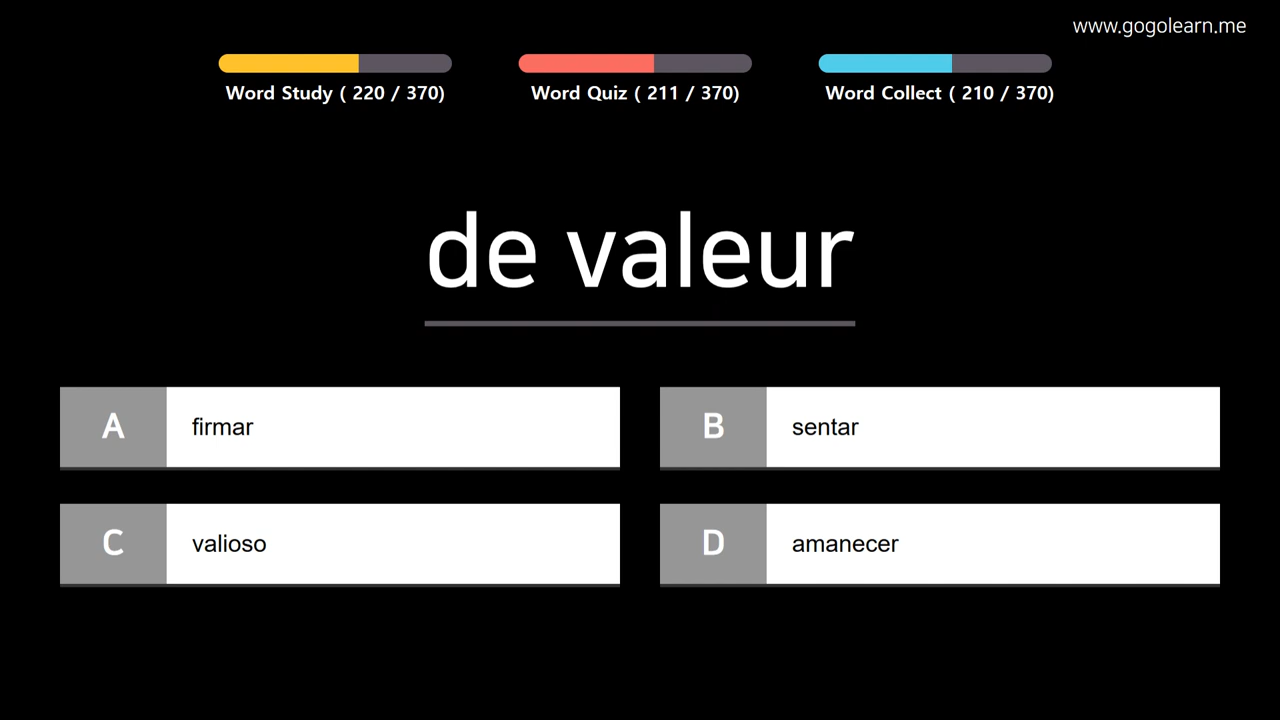 www.gogolearn.me
Word Study ( 220 / 370)
Word Quiz ( 211 / 370)
Word Collect ( 210 / 370)
de valeur
A firmar
B sentar
C valioso
D amanecer